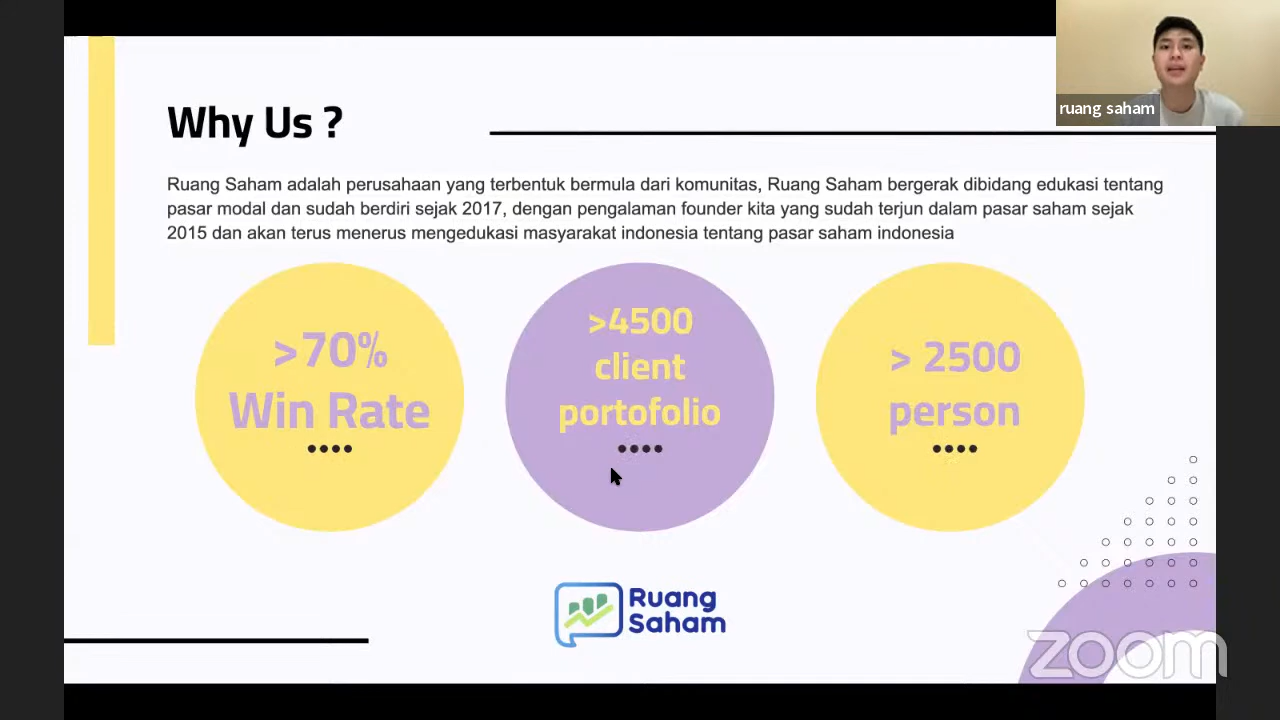 ruang saham
Why Us ?
Ruang Saham adalah perusahaan yang terbentuk bermula dari komunitas, Ruang Saham bergerak dibidang edukasi tentang
pasar modal dan sudah berdiri sejak 2017, dengan pengalaman founder kita yang sudah terjun dalam pasar saham sejak
2015 dan akan terus menerus mengedukasi masyarakat indonesia tentang pasar saham indonesia
>70%
Win Rate
>4500
client
portofolio
> 2500
person
Ruang
Saham
zoom